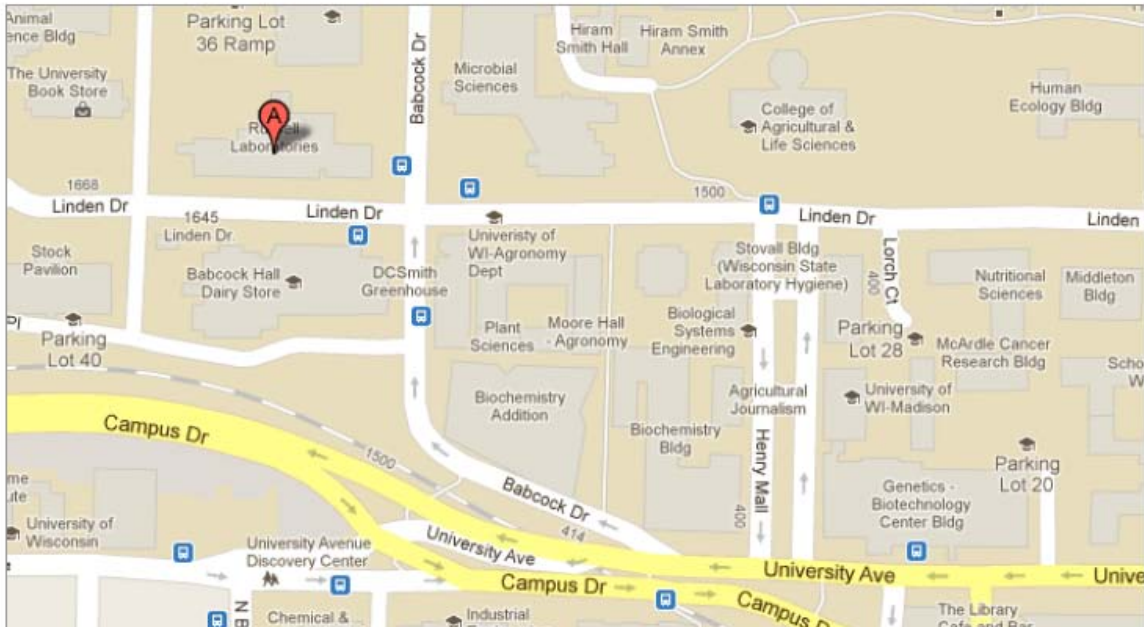 Animal
ence Bldg
Parking Lot
36 Ramp
The University
Book Store
A
Laboratories
Babcock Dr
Microbial
Sciences
Hiram
Smith Hall
Hiram Smith
Annex
College of
Agricultural &
Life Sciences
Human
Ecology Bldg
1668
Linden Dr
1645
Linden Dr.
Linden Dr
1500
Linden Dr
Linden
Stock
Pavilion
Babcock Hall
Dairy Store
DCSmith
Greenhouse
Univeristy of
WI-Agronomy
Dept
Stovall Bldg
(Wisconsin State
Laboratory Hygiene)
Lorch Ct
400
Nutritional
Sciences
Middleton
Bldg
Pl
Parking
Lot 40
Plant
Sciences
Moore Hall
- Agronomy
Biological
Systems
Engineering
Parking
Lot 28
McArdle Cancer
Research Bldg
Scho
W
Biochemistry
Addition
Agricultural
Journalism
University of
WI-Madison
Biochemistry
Bldg
Henry Mall
400
Campus Dr
1500
Babcock Dr
414
Parking
Lot 20
Genetics -
Biotechnology
Center Bldg
me
ute
University of
Wisconsin
University Avenue
Discovery Center
University Ave
Campus Dr
University Ave
Unive
Campus D
N B
Chemical &
Industrial
The Library
Cafe and Bar